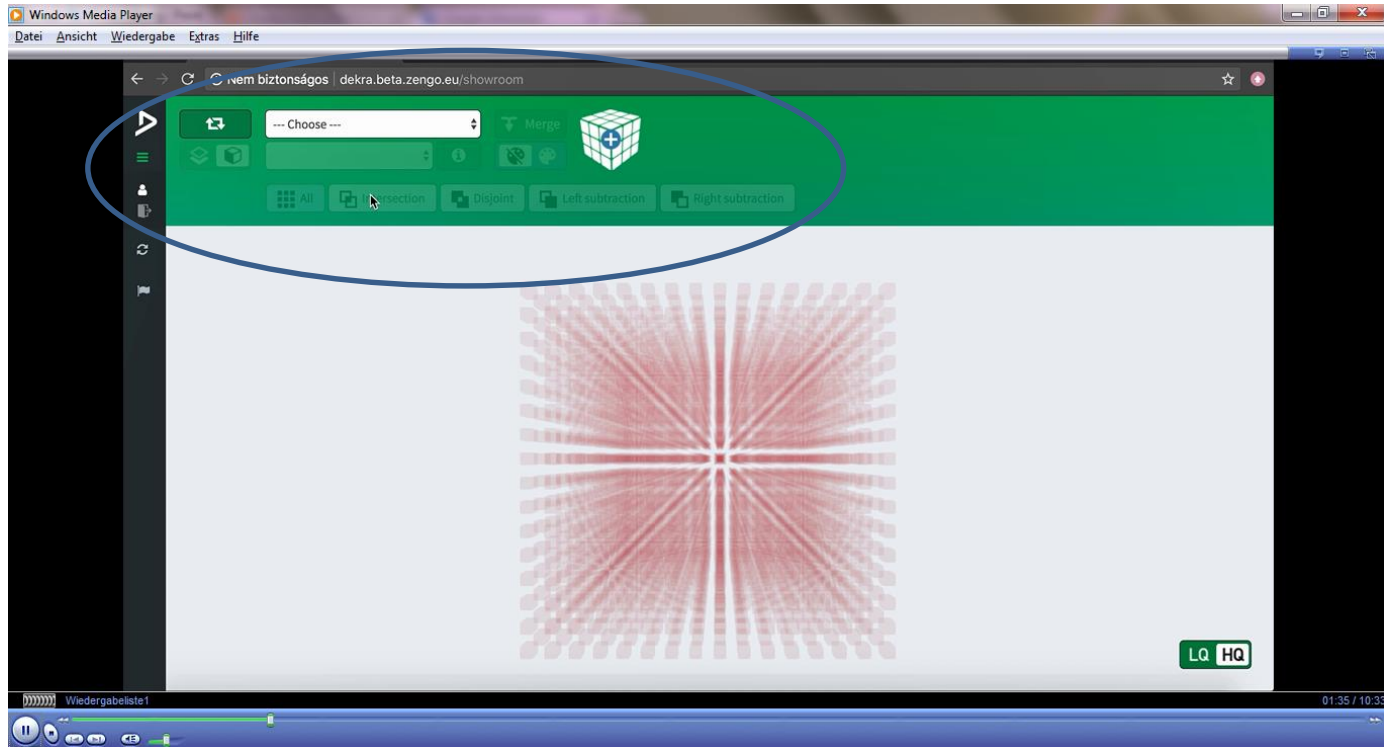 Windows Media Player
Datei Ansicht Wiedergabe Extras Hilfe
Nem biztonságos | dekra.beta.zengo.eu/showroom
--- Choose --- Merge
All Intersection Disjoint Left subtraction Right subtraction
LQ HQ
Wiedergabeliste1 01:35 / 10:33